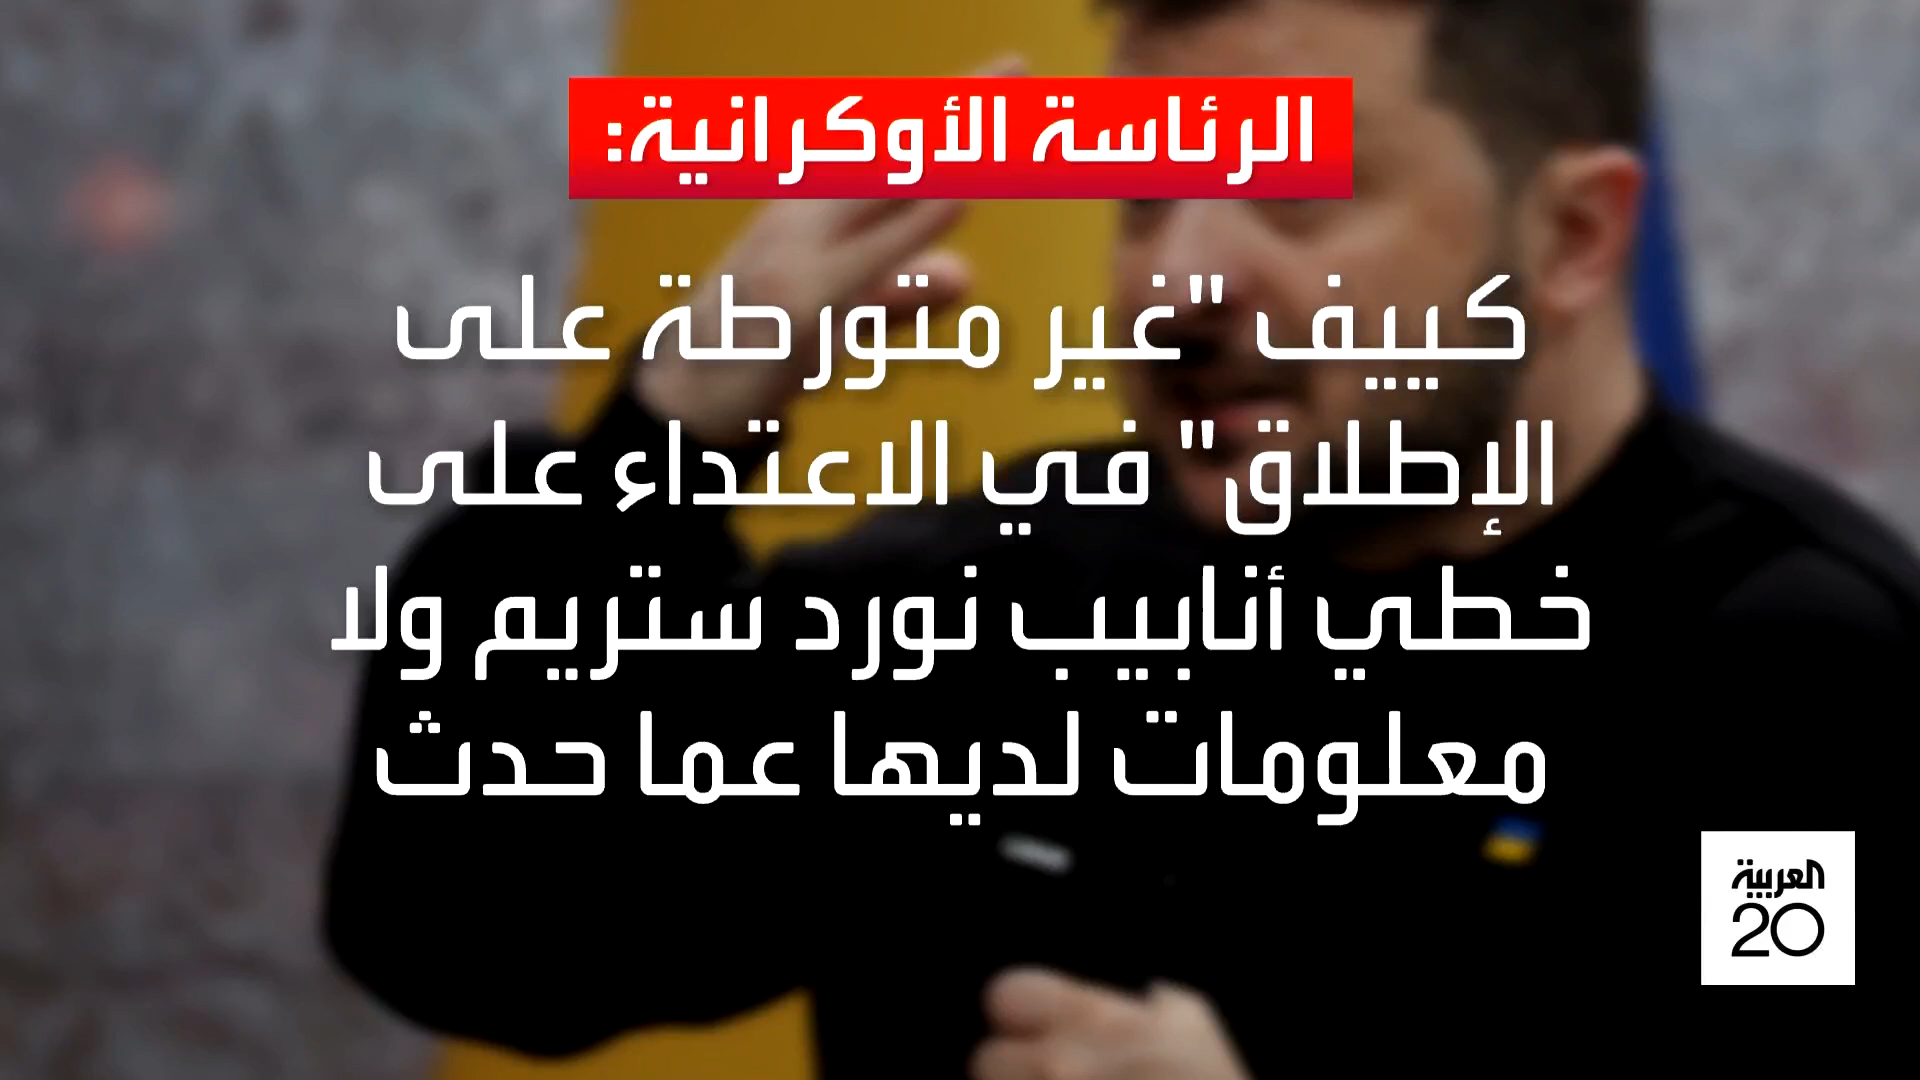 الرئاسة الأوكرانية:
كييف "غير متورطة على
الإطلاق" في الاعتداء على
خطي أنابيب نورد ستريم ولا
معلومات لديها عما حدث
العربية
20